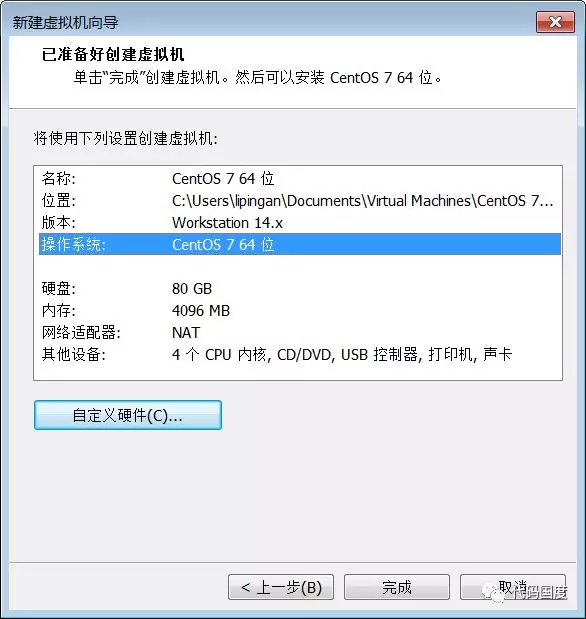 新建虚拟机向导
已准备好创建虚拟机
单击“完成”创建虚拟机。然后可以安装 CentOS 7 64 位。
将使用下列设置创建虚拟机:
名称: CentOS 7 64 位
位置: C:\Users\lipingan\Documents\Virtual Machines\CentOS 7...
版本: Workstation 14.x
操作系统: CentOS 7 64 位
硬盘: 80 GB
内存: 4096 MB
网络适配器: NAT
其他设备: 4 个 CPU 内核, CD/DVD, USB 控制器, 打印机, 声卡
自定义硬件(C)...
< 上一步(B) 完成 取消
代码国度